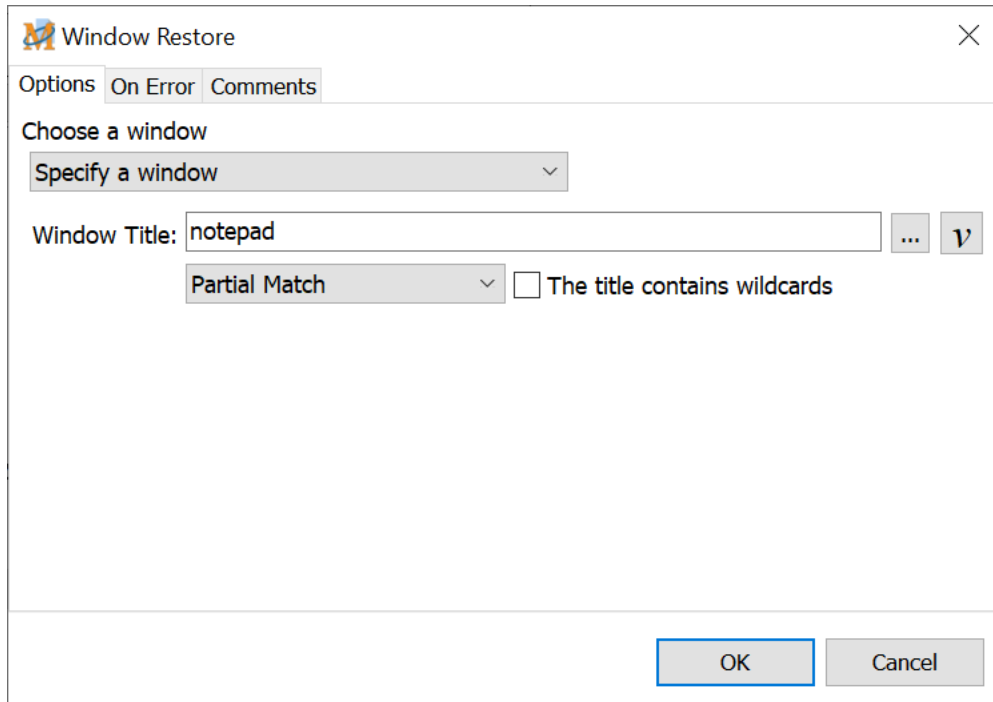 Window Restore
Options On Error Comments
Choose a window
Specify a window
Window Title: notepad ... v
Partial Match The title contains wildcards
OK Cancel